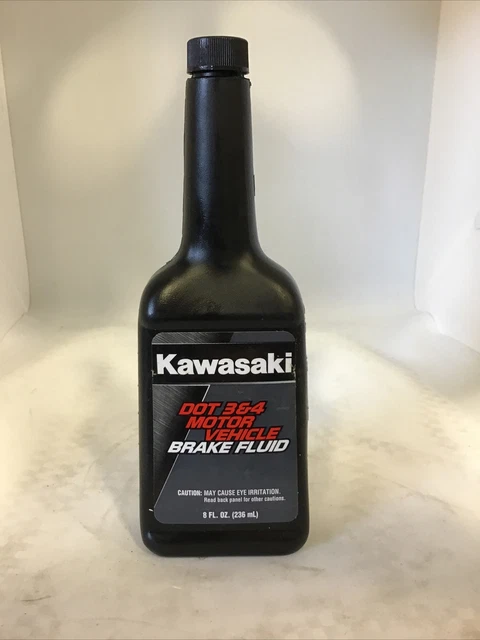 Kawasaki
DOT 3&4
MOTOR
VEHICLE
BRAKE FLUID
CAUTION: MAY CAUSE EYE IRRITATION.
Read back panel for other cautions.
8 FL. OZ. (236 mL)